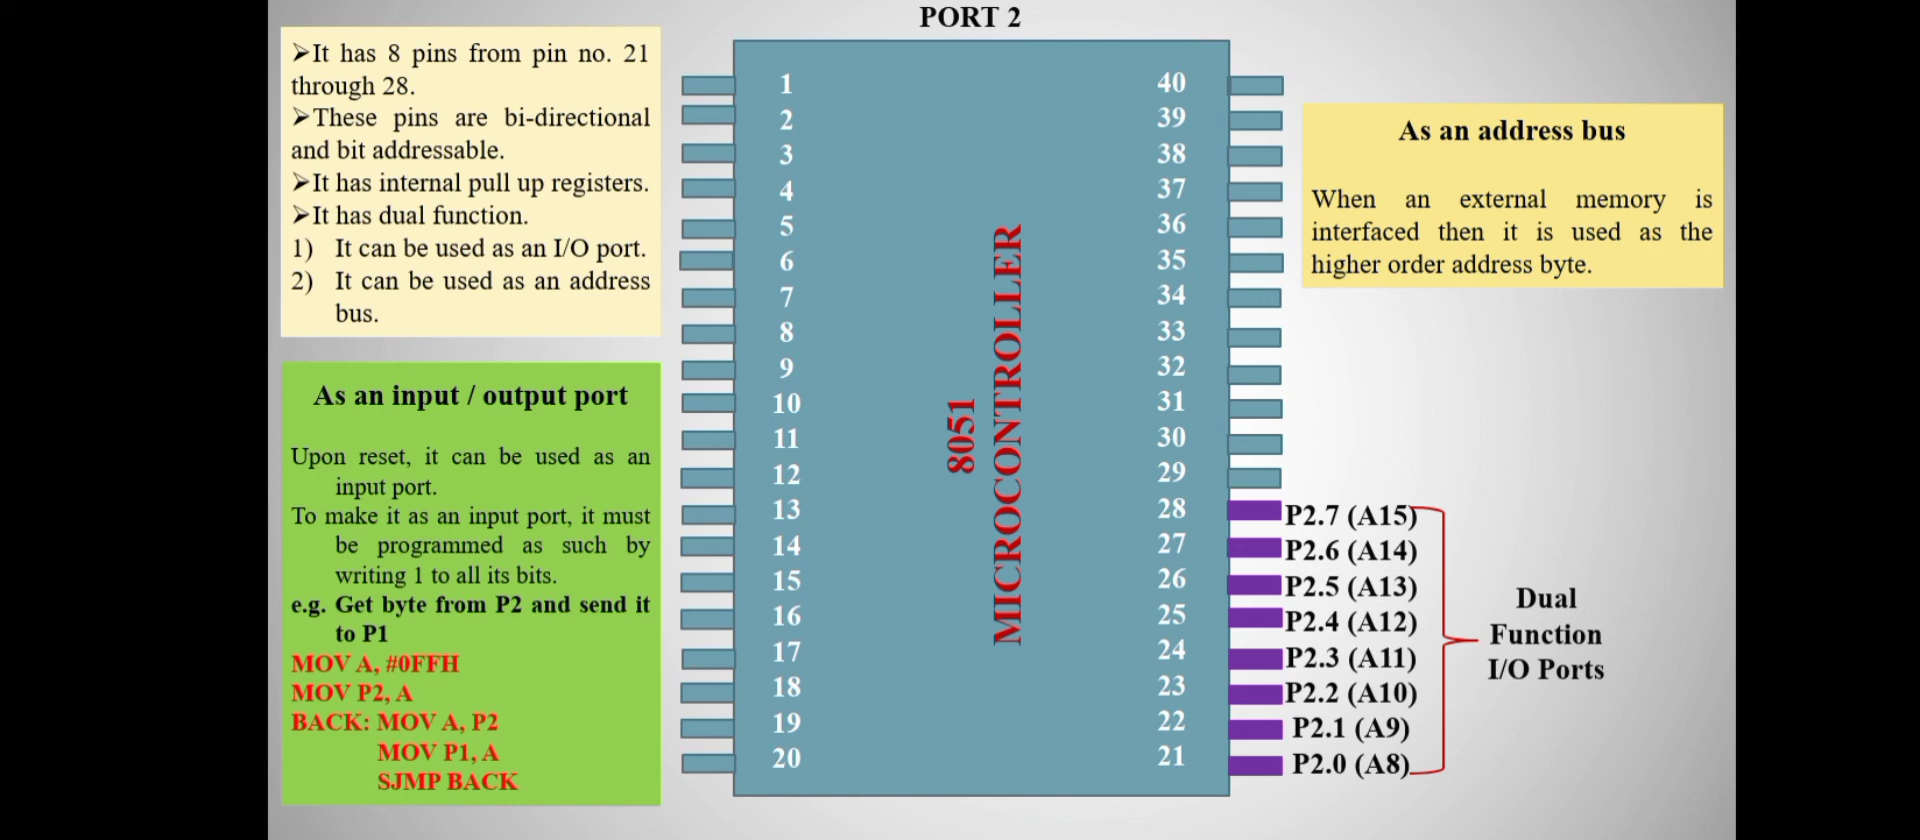 PORT 2
➢It has 8 pins from pin no. 21
through 28.
➢These pins are bi-directional
and bit addressable.
➢It has internal pull up registers.
➢It has dual function.
1) It can be used as an I/O port.
2) It can be used as an address
bus.
As an input / output port
Upon reset, it can be used as an
input port.
To make it as an input port, it must
be programmed as such by
writing 1 to all its bits.
e.g. Get byte from P2 and send it
to P1
MOV A, #0FFH
MOV P2, A
BACK: MOV A, P2
MOV P1, A
SJMP BACK
1
2
3
4
5
6
7
8
9
10
11
12
13
14
15
16
17
18
19
20
8051
MICROCONTROLLER
40
39
38
37
36
35
34
33
32
31
30
29
28
27
26
25
24
23
22
21
As an address bus
When an external memory is
interfaced then it is used as the
higher order address byte.
P2.7 (A15)
P2.6 (A14)
P2.5 (A13)
P2.4 (A12)
P2.3 (A11)
P2.2 (A10)
P2.1 (A9)
P2.0 (A8)
Dual
Function
I/O Ports